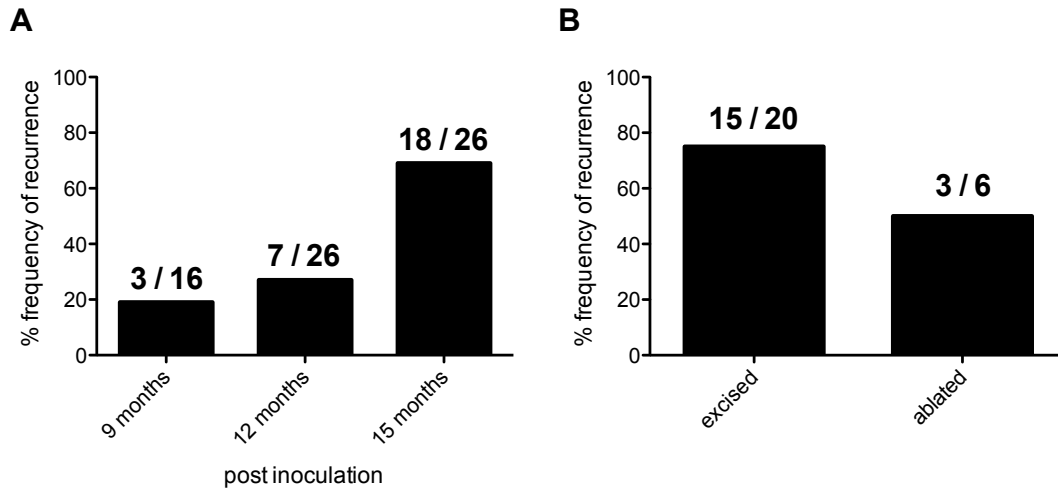 A
% frequency of recurrence
100
80
60
40
20
0
3 / 16
7 / 26
18 / 26
9 months
12 months
15 months
post inoculation
B
% frequency of recurrence
100
80
60
40
20
0
15 / 20
3 / 6
excised
ablated